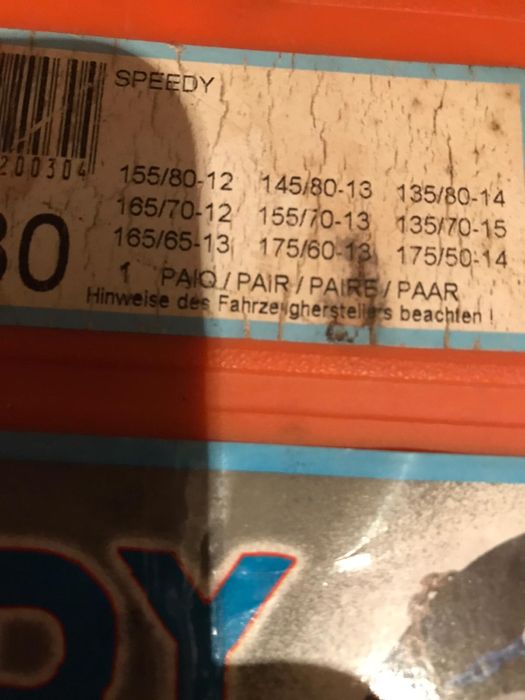 SPEEDY
200304
155/80-12 145/80-13 135/80-14
165/70-12 155/70-13 135/70-15
165/65-13 175/60-13 175/50-14
30
1 PAIO / PAIR / PAIRE / PAAR
Hinweise des Fahrzeugherstellers beachten !
DY